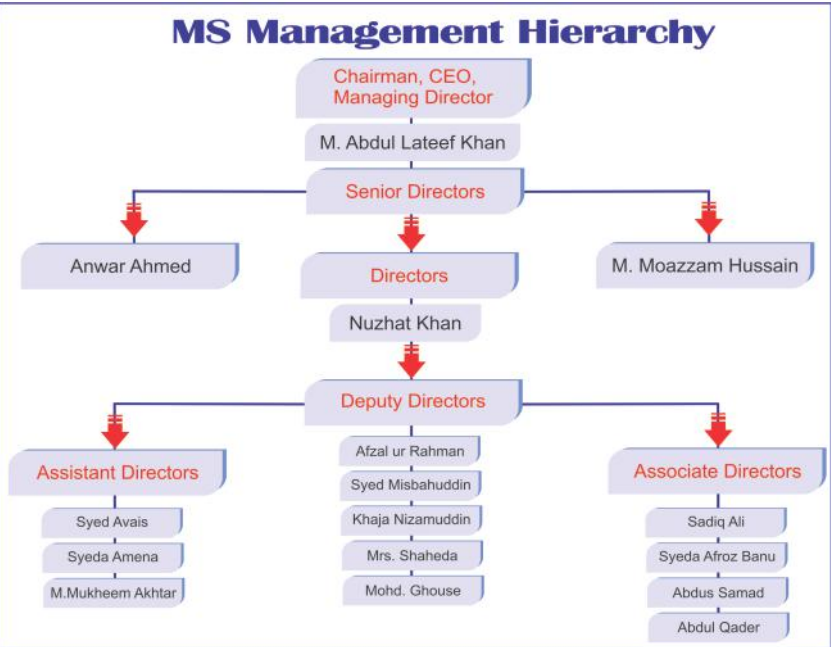 MS Management Hierarchy
Chairman, CEO,
Managing Director
M. Abdul Lateef Khan
Senior Directors
Anwar Ahmed
M. Moazzam Hussain
Directors
Nuzhat Khan
Deputy Directors
Afzal ur Rahman
Syed Misbahuddin
Khaja Nizamuddin
Mrs. Shaheda
Mohd. Ghouse
Assistant Directors
Syed Avais
Syeda Amena
M.Mukheem Akhtar
Associate Directors
Sadiq Ali
Syeda Afroz Banu
Abdus Samad
Abdul Qader